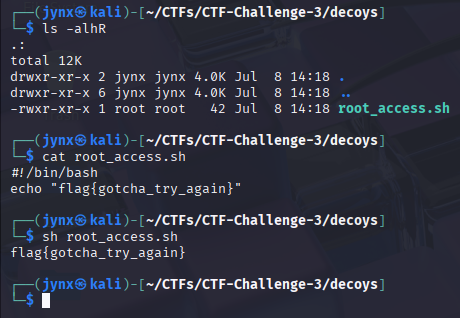 ┌──(jynx㉿kali)-[~/CTFs/CTF-Challenge-3/decoys]
└─$ ls -alhR
.:
total 12K
drwxr-xr-x 2 jynx jynx 4.0K Jul  8 14:18 .
drwxr-xr-x 6 jynx jynx 4.0K Jul  8 14:18 ..
-rwxr-xr-x 1 root root   42 Jul  8 14:18 root_access.sh
┌──(jynx㉿kali)-[~/CTFs/CTF-Challenge-3/decoys]
└─$ cat root_access.sh
#!/bin/bash
echo "flag{gotcha_try_again}"
┌──(jynx㉿kali)-[~/CTFs/CTF-Challenge-3/decoys]
└─$ sh root_access.sh
flag{gotcha_try_again}
┌──(jynx㉿kali)-[~/CTFs/CTF-Challenge-3/decoys]
└─$